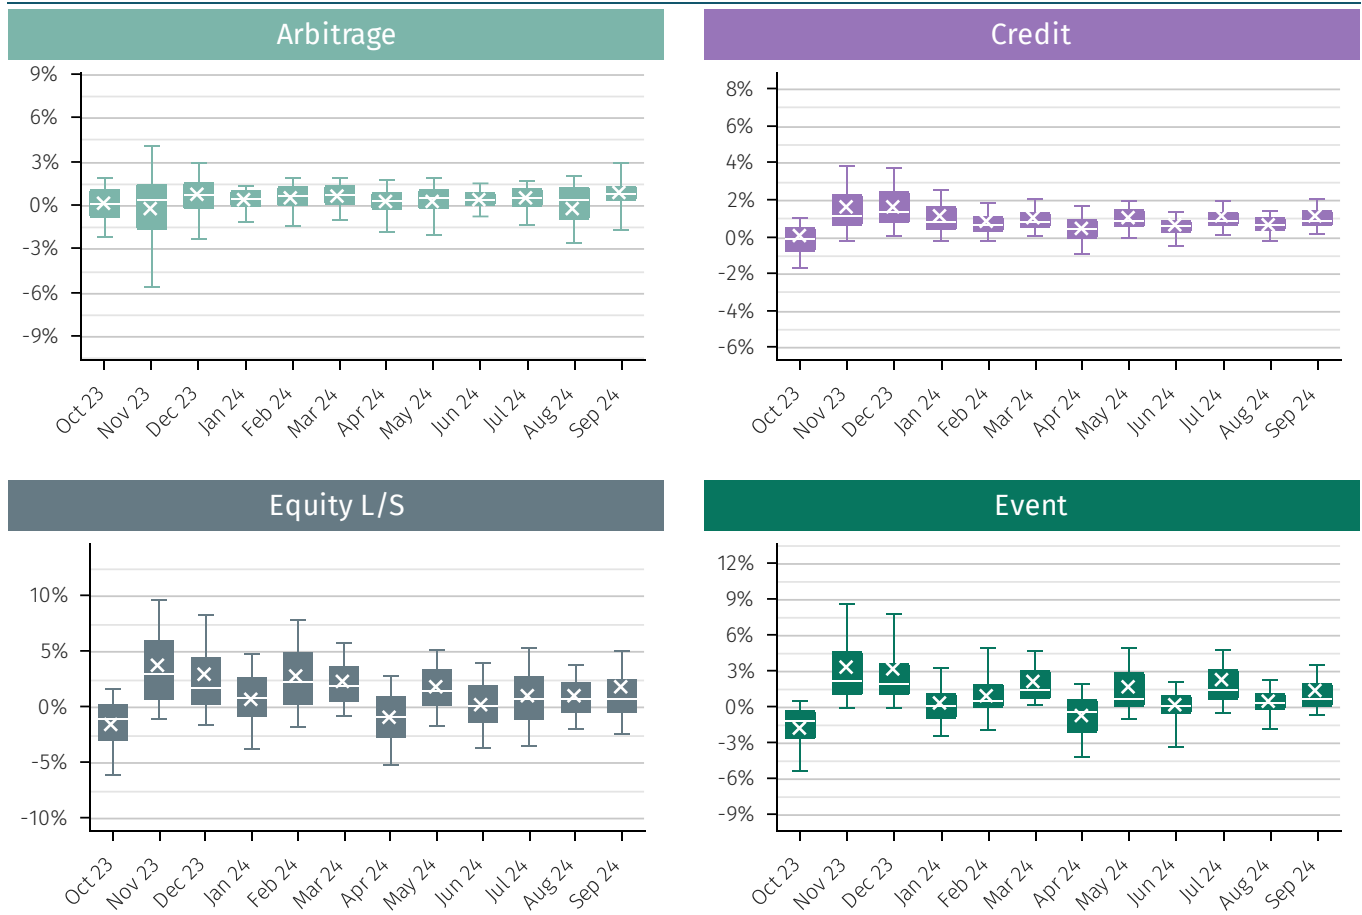 Arbitrage
9%
6%
3%
0%
-3%
-6%
-9%
Oct 23
Nov 23
Dec 23
Jan 24
Feb 24
Mar 24
Apr 24
May 24
Jun 24
Jul 24
Aug 24
Sep 24
Credit
8%
6%
4%
2%
0%
-2%
-4%
-6%
Oct 23
Nov 23
Dec 23
Jan 24
Feb 24
Mar 24
Apr 24
May 24
Jun 24
Jul 24
Aug 24
Sep 24
Equity L/S
10%
5%
0%
-5%
-10%
Oct 23
Nov 23
Dec 23
Jan 24
Feb 24
Mar 24
Apr 24
May 24
Jun 24
Jul 24
Aug 24
Sep 24
Event
12%
9%
6%
3%
0%
-3%
-6%
-9%
Oct 23
Nov 23
Dec 23
Jan 24
Feb 24
Mar 24
Apr 24
May 24
Jun 24
Jul 24
Aug 24
Sep 24